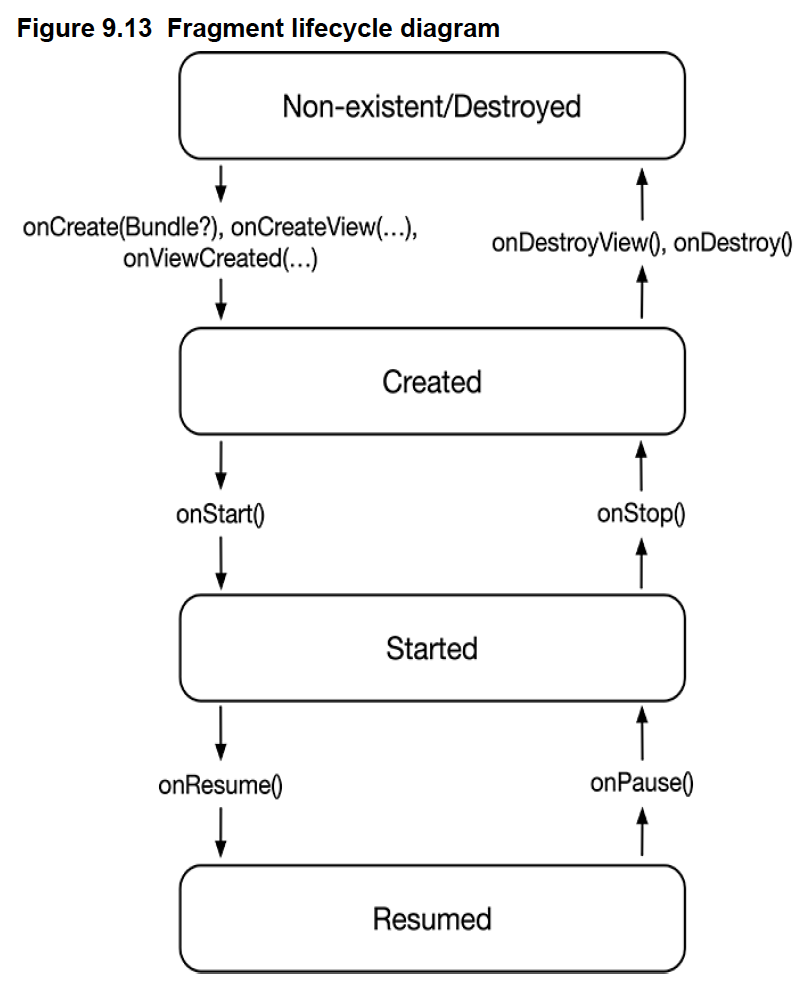 Figure 9.13 Fragment lifecycle diagram
Non-existent/Destroyed
onCreate(Bundle?), onCreateView(...),
onViewCreated(...)
onDestroyView(), onDestroy()
Created
onStart()
onStop()
Started
onResume()
onPause()
Resumed